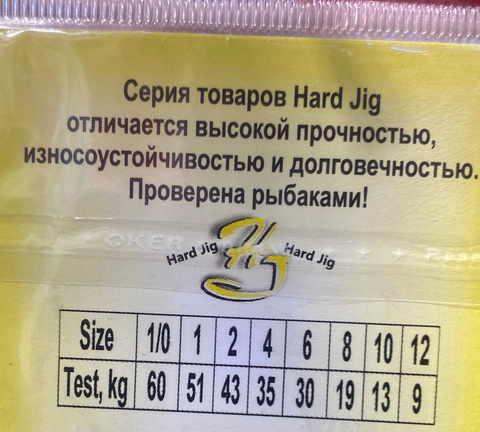 Серия товаров Hard Jig
отличается высокой прочностью,
износоустойчивостью и долговечностью.
Проверена рыбаками!
Hard Jig HJ Hard Jig
Size 1/0 1 2 4 6 8 10 12
Test, kg 60 51 43 35 30 19 13 9